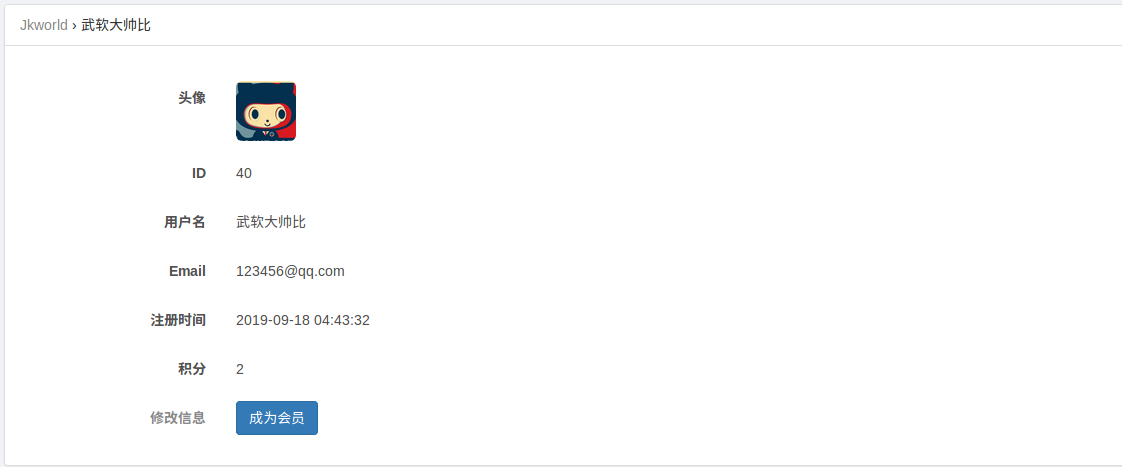 Jkworld › 武软大帅比
头像
ID 40
用户名 武软大帅比
Email 123456@qq.com
注册时间 2019-09-18 04:43:32
积分 2
修改信息 成为会员